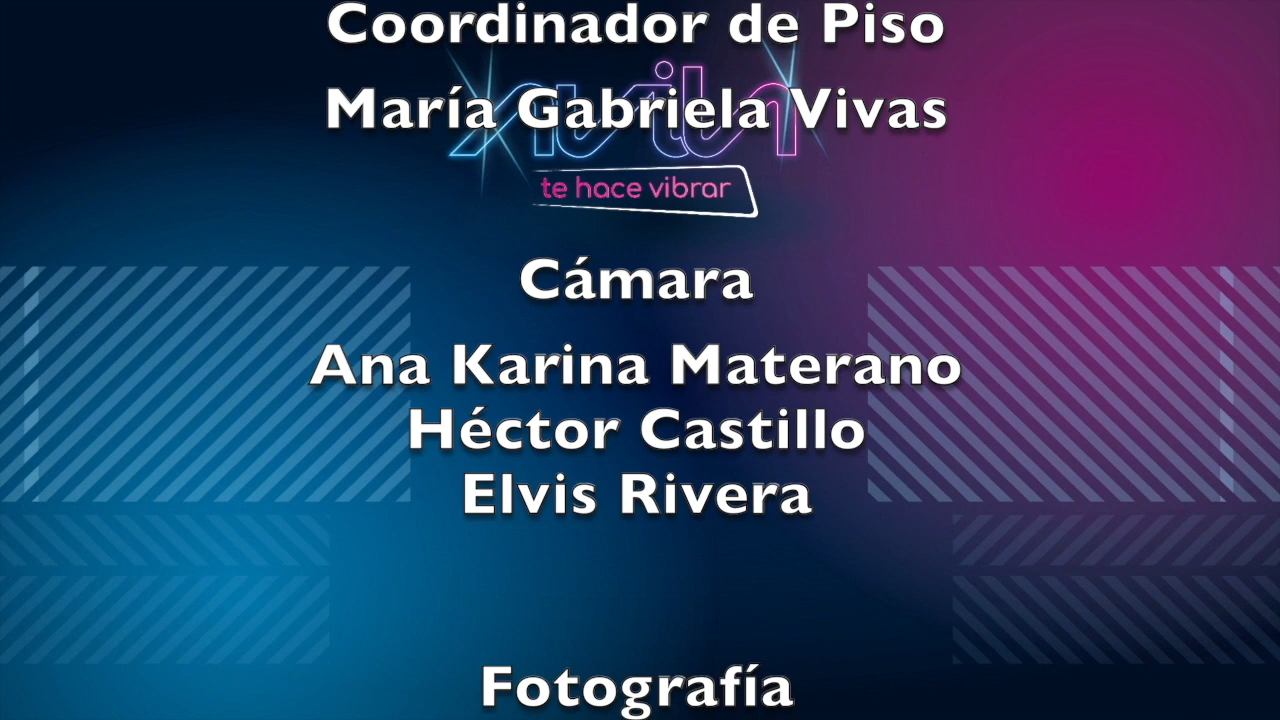 Coordinador de Piso
María Gabriela Vivas
te hace vibrar
Cámara
Ana Karina Materano
Héctor Castillo
Elvis Rivera
Fotografía